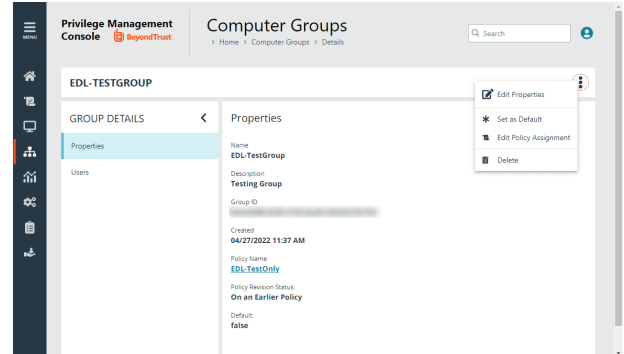 MENU
Privilege Management
Console BeyondTrust
Computer Groups
› Home › Computer Groups › Details
Search
EDL-TESTGROUP
Edit Properties
Set as Default
Edit Policy Assignment
Delete
GROUP DETAILS
Properties
Users
Properties
Name
EDL-TestGroup
Description
Testing Group
Group ID
Created
04/27/2022 11:37 AM
Policy Name
EDL-TestOnly
Policy Revision Status
On an Earlier Policy
Default
false